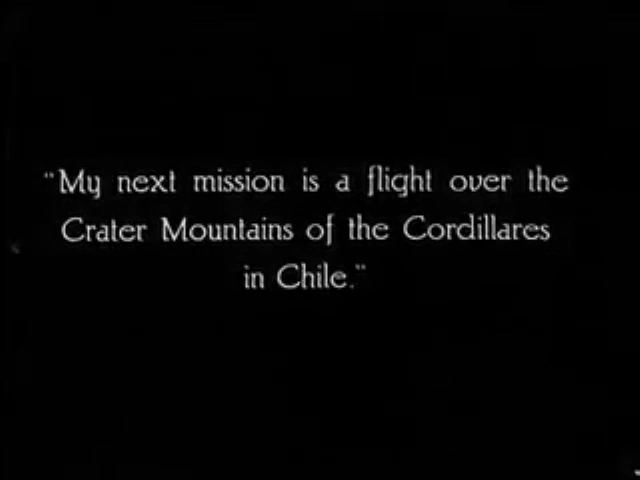 "My next mission is a flight over the
Crater Mountains of the Cordillares
in Chile."